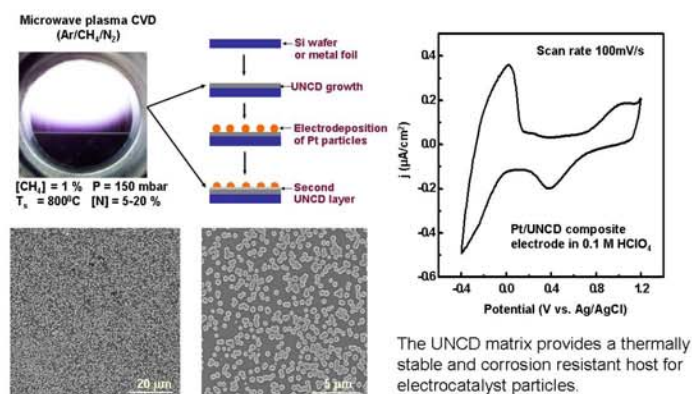 Microwave plasma CVD
(Ar/CH₄/N₂)
[CH₄] = 1 % P = 150 mbar
Tₛ = 800⁰C [N] = 5-20 %
Si wafer
or metal foil
UNCD growth
Electrodeposition
of Pt particles
Second
UNCD layer
20 µm
5 µm
Scan rate 100mV/s
j (µA/cm²)
0.4
0.2
0.0
-0.2
-0.4
-0.6
Pt/UNCD composite
electrode in 0.1 M HClO₄
-0.4
0.0
0.4
0.8
1.2
Potential (V vs. Ag/AgCl)
The UNCD matrix provides a thermally
stable and corrosion resistant host for
electrocatalyst particles.